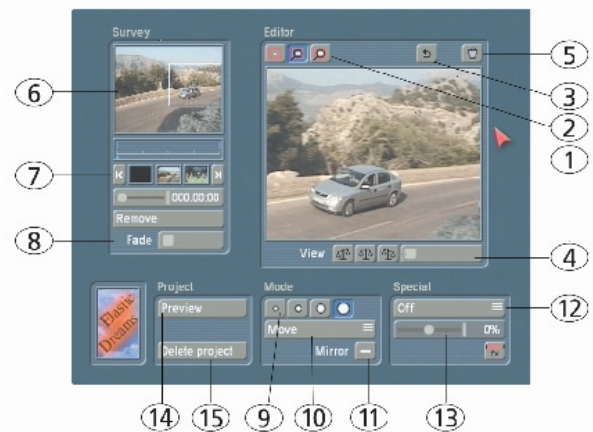 Survey
Editor
000.00:00
Remove
Fade
View
Elastic
Dreams
Project
Preview
Delete project
Mode
Move
Mirror
Special
Off
0%
fx
1
2
3
4
5
6
7
8
9
10
11
12
13
14
15